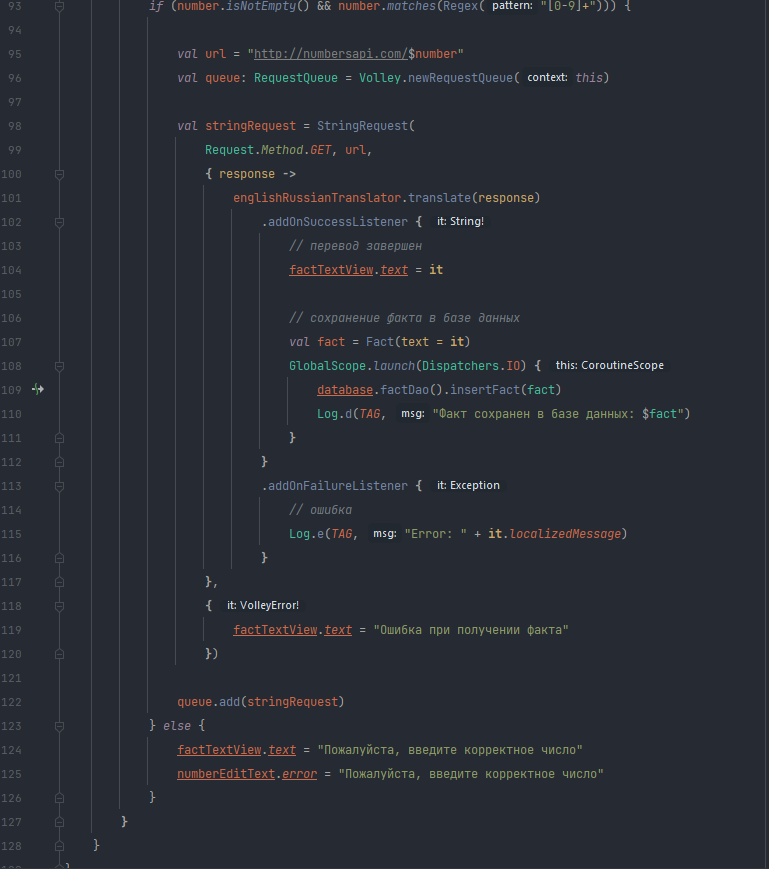 93 if (number.isNotEmpty() && number.matches(Regex( pattern: "[0-9]+"))) {
94
95 val url = "http://numbersapi.com/$number"
96 val queue: RequestQueue = Volley.newRequestQueue( context: this)
97
98 val stringRequest = StringRequest(
99 Request.Method.GET, url,
100 { response ->
101 englishRussianTranslator.translate(response)
102 .addOnSuccessListener { it: String!
103 // перевод завершен
104 factTextView.text = it
105
106 // сохранение факта в базе данных
107 val fact = Fact(text = it)
108 GlobalScope.launch(Dispatchers.IO) { this: CoroutineScope
109 database.factDao().insertFact(fact)
110 Log.d(TAG, msg: "Факт сохранен в базе данных: $fact")
111 }
112 }
113 .addOnFailureListener { it: Exception
114 // ошибка
115 Log.e(TAG, msg: "Error: " + it.localizedMessage)
116 }
117 },
118 { it: VolleyError!
119 factTextView.text = "Ошибка при получении факта"
120 })
121
122 queue.add(stringRequest)
123 } else {
124 factTextView.text = "Пожалуйста, введите корректное число"
125 numberEditText.error = "Пожалуйста, введите корректное число"
126 }
127 }
128 }